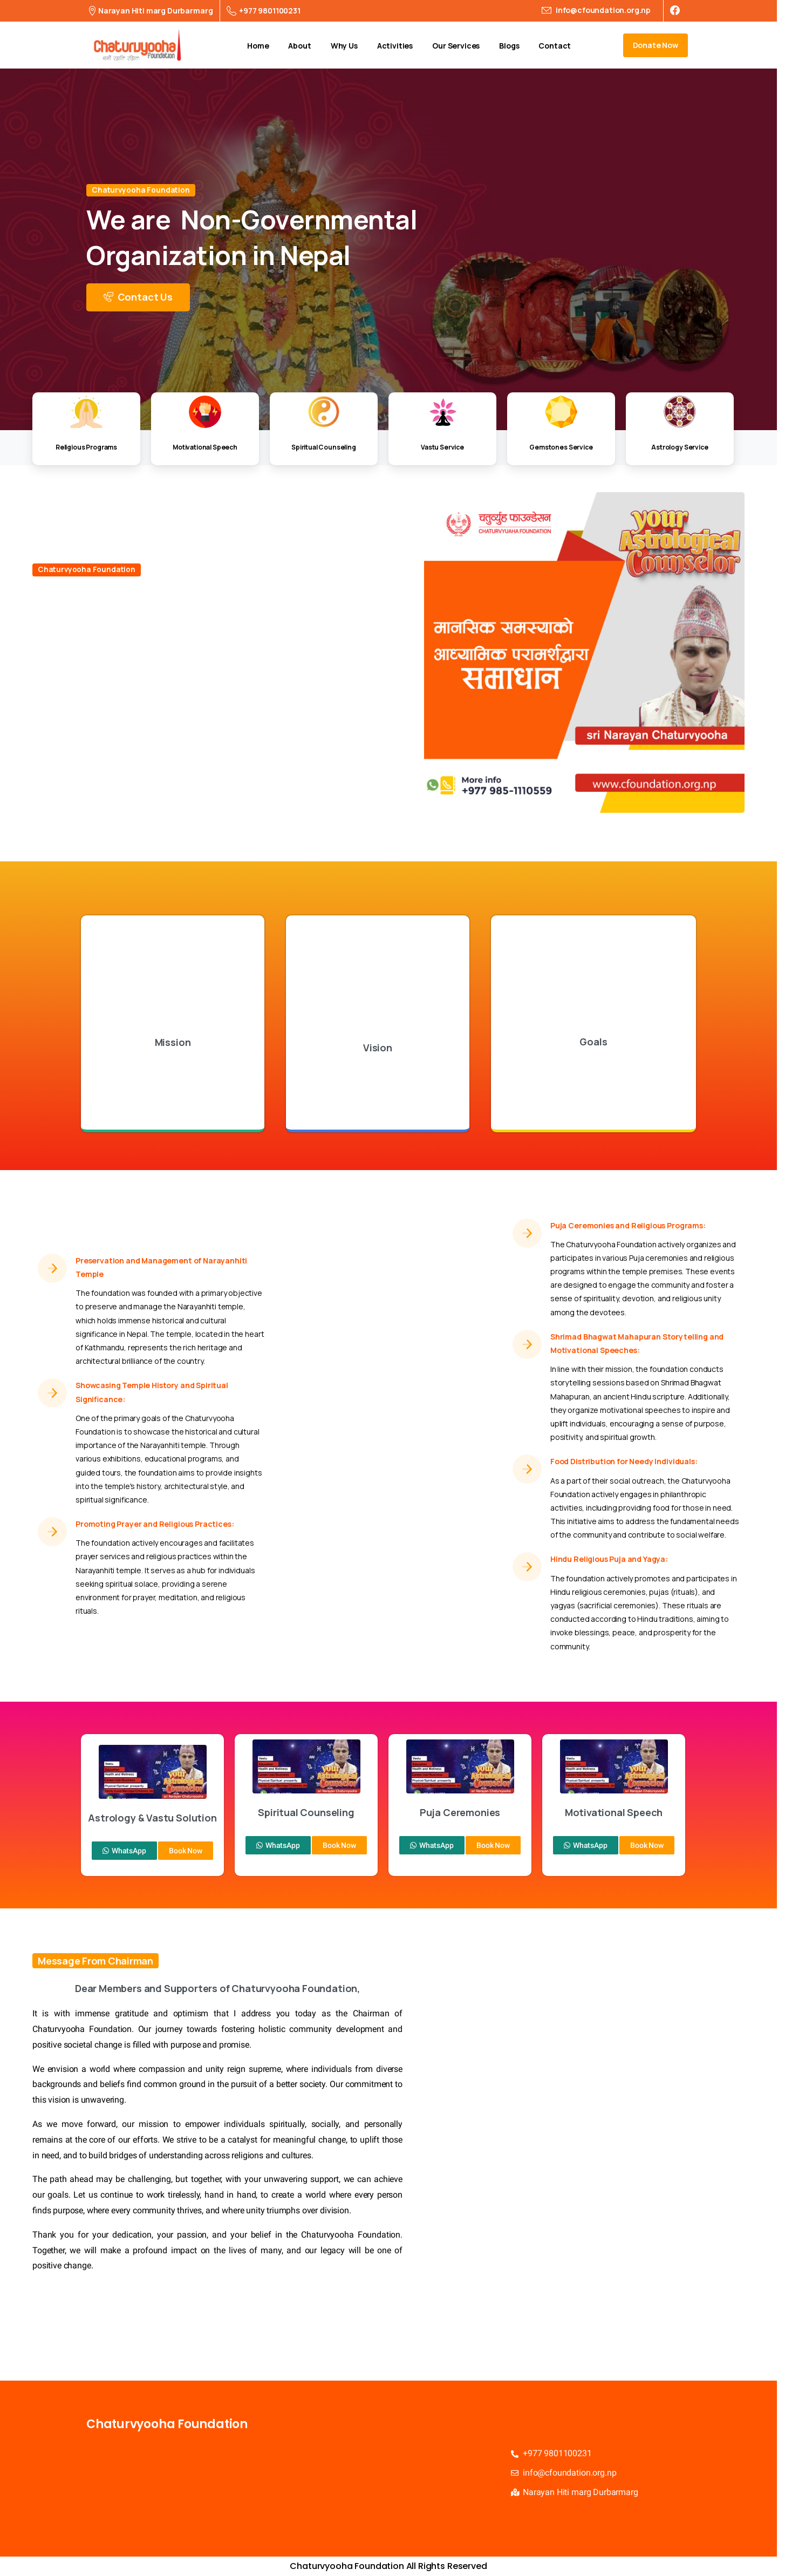 Narayan Hiti marg Durbarmarg
+977 9801100231
info@cfoundation.org.np
Chaturvyooha
Foundation
Home
About
Why Us
Activities
Our Services
Blogs
Contact
Donate Now
Chaturvyooha Foundation
We are Non-Governmental
Organization in Nepal
Contact Us
Religious Programs
Motivational Speech
Spiritual Counseling
Vastu Service
Gemstones Service
Astrology Service
Chaturvyooha Foundation
चतुर्व्युह फाउन्डेसन
CHATURVYUAHA FOUNDATION
your
Astrological
Counselor
मानसिक समस्याको
आध्यामिक परामर्शद्वारा
समाधान
sri Narayan Chaturvyooha
More info
+977 985-1110559
www.cfoundation.org.np
Mission
Vision
Goals
Preservation and Management of Narayanhiti
Temple
The foundation was founded with a primary objective
to preserve and manage the Narayanhiti temple,
which holds immense historical and cultural
significance in Nepal. The temple, located in the heart
of Kathmandu, represents the rich heritage and
architectural brilliance of the country.
Showcasing Temple History and Spiritual
Significance:
One of the primary goals of the Chaturvyooha
Foundation is to showcase the historical and cultural
importance of the Narayanhiti temple. Through
various exhibitions, educational programs, and
guided tours, the foundation aims to provide insights
into the temple's history, architectural style, and
spiritual significance.
Promoting Prayer and Religious Practices:
The foundation actively encourages and facilitates
prayer services and religious practices within the
Narayanhiti temple. It serves as a hub for individuals
seeking spiritual solace, providing a serene
environment for prayer, meditation, and religious
rituals.
Puja Ceremonies and Religious Programs:
The Chaturvyooha Foundation actively organizes and
participates in various Puja ceremonies and religious
programs within the temple premises. These events
are designed to engage the community and foster a
sense of spirituality, devotion, and religious unity
among the devotees.
Shrimad Bhagwat Mahapuran Storytelling and
Motivational Speeches:
In line with their mission, the foundation conducts
storytelling sessions based on Shrimad Bhagwat
Mahapuran, an ancient Hindu scripture. Additionally,
they organize motivational speeches to inspire and
uplift individuals, encouraging a sense of purpose,
positivity, and spiritual growth.
Food Distribution for Needy Individuals:
As a part of their social outreach, the Chaturvyooha
Foundation actively engages in philanthropic
activities, including providing food for those in need.
This initiative aims to address the fundamental needs
of the community and contribute to social welfare.
Hindu Religious Puja and Yagya:
The foundation actively promotes and participates in
Hindu religious ceremonies, pujas (rituals), and
yagyas (sacrificial ceremonies). These rituals are
conducted according to Hindu traditions, aiming to
invoke blessings, peace, and prosperity for the
community.
Astrology & Vastu Solution
WhatsApp
Book Now
Spiritual Counseling
WhatsApp
Book Now
Puja Ceremonies
WhatsApp
Book Now
Motivational Speech
WhatsApp
Book Now
Message From Chairman
Dear Members and Supporters of Chaturvyooha Foundation,
It is with immense gratitude and optimism that I address you today as the Chairman of
Chaturvyooha Foundation. Our journey towards fostering holistic community development and
positive societal change is filled with purpose and promise.
We envision a world where compassion and unity reign supreme, where individuals from diverse
backgrounds and beliefs find common ground in the pursuit of a better society. Our commitment to
this vision is unwavering.
As we move forward, our mission to empower individuals spiritually, socially, and personally
remains at the core of our efforts. We strive to be a catalyst for meaningful change, to uplift those
in need, and to build bridges of understanding across religions and cultures.
The path ahead may be challenging, but together, with your unwavering support, we can achieve
our goals. Let us continue to work tirelessly, hand in hand, to create a world where every person
finds purpose, where every community thrives, and where unity triumphs over division.
Thank you for your dedication, your passion, and your belief in the Chaturvyooha Foundation.
Together, we will make a profound impact on the lives of many, and our legacy will be one of
positive change.
Chaturvyooha Foundation
+977 9801100231
info@cfoundation.org.np
Narayan Hiti marg Durbarmarg
Chaturvyooha Foundation All Rights Reserved